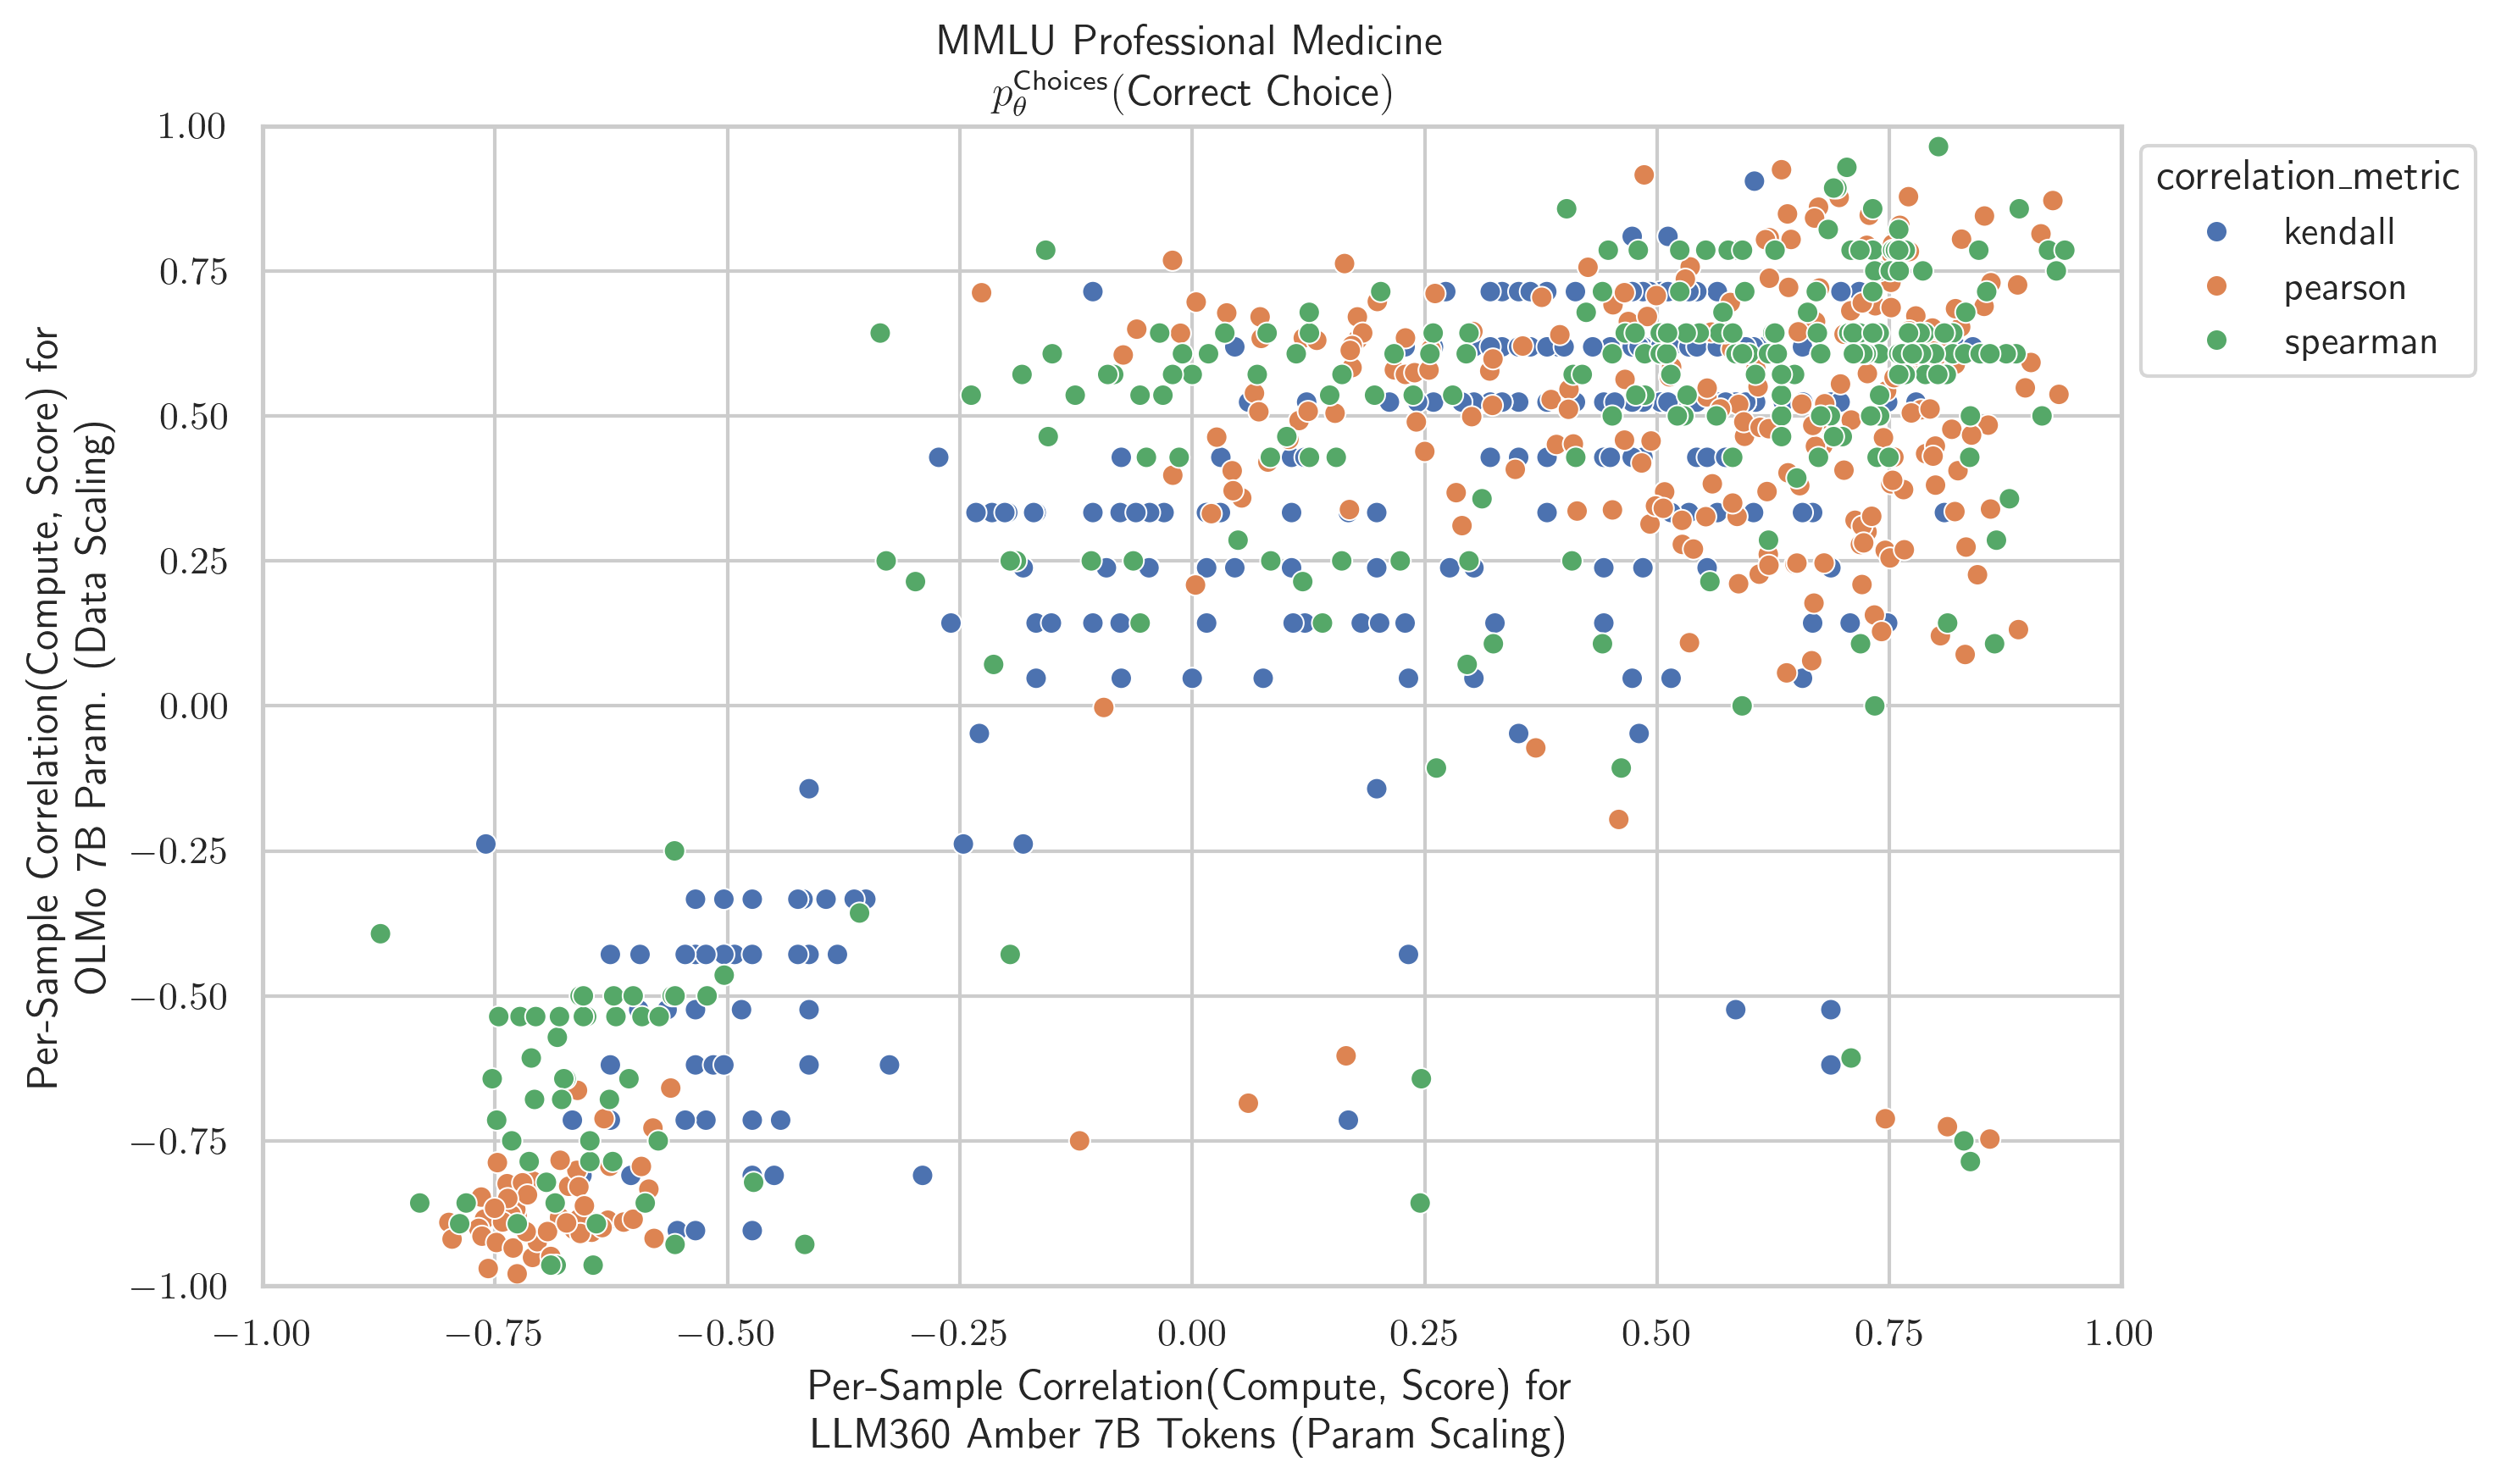 MMLU Professional Medicine
p_θ^Choices(Correct Choice)
1.00
0.75
0.50
0.25
0.00
−0.25
−0.50
−0.75
−1.00
Per-Sample Correlation(Compute, Score) for
OLMo 7B Param. (Data Scaling)
−1.00 −0.75 −0.50 −0.25 0.00 0.25 0.50 0.75 1.00
Per-Sample Correlation(Compute, Score) for
LLM360 Amber 7B Tokens (Param Scaling)
correlation_metric
kendall
pearson
spearman